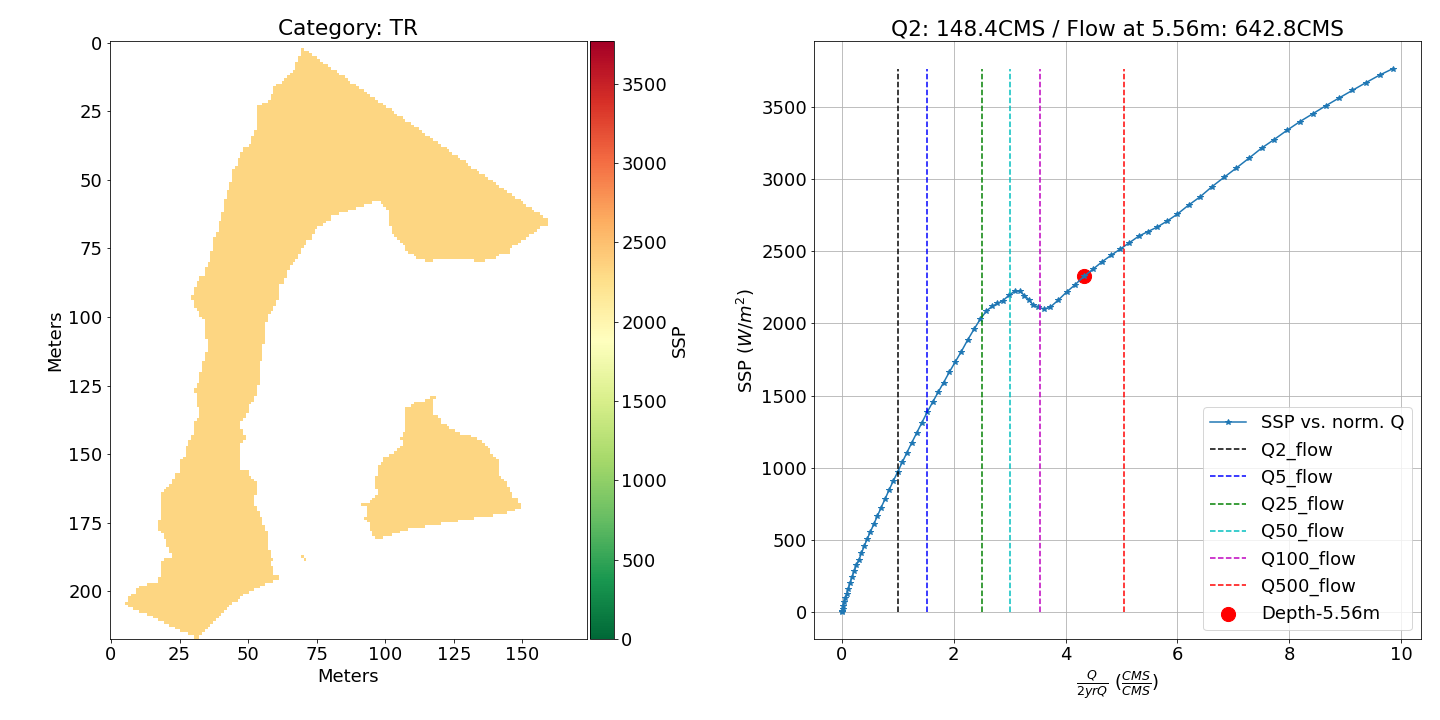 Category: TR
0
25
50
75
100
125
150
175
200
Meters
0
25
50
75
100
125
150
Meters
3500
3000
2500
2000
1500
1000
500
0
SSP
Q2: 148.4CMS / Flow at 5.56m: 642.8CMS
3500
3000
2500
2000
1500
1000
500
0
SSP (W/m²)
0
2
4
6
8
10
Q/2yrQ (CMS/CMS)
SSP vs. norm. Q
Q2_flow
Q5_flow
Q25_flow
Q50_flow
Q100_flow
Q500_flow
Depth-5.56m